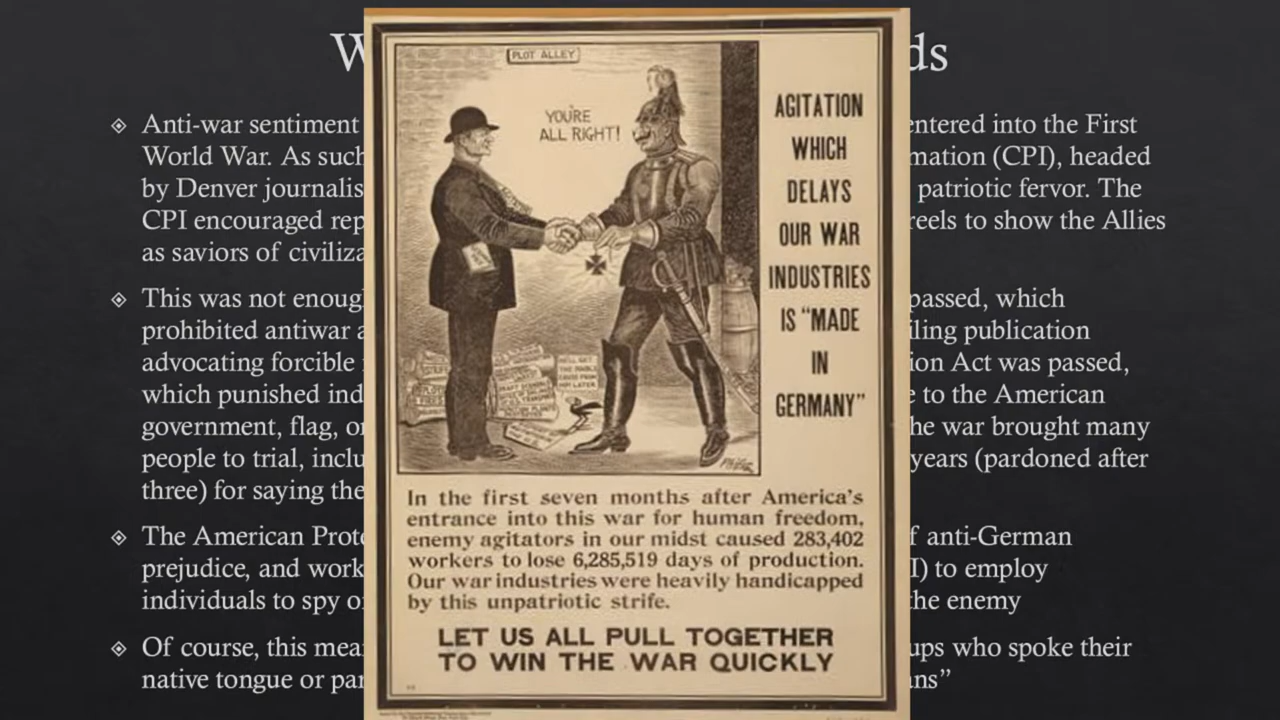 W
ds
Anti-war sentiment
entered into the First
World War. As such
mation (CPI), headed
by Denver journalis
patriotic fervor. The
CPI encouraged rep
reels to show the Allies
as saviors of civiliza
This was not enoug
passed, which
prohibited antiwar a
iling publication
advocating forcible
ion Act was passed,
which punished ind
e to the American
government, flag, o
he war brought many
people to trial, inclu
years (pardoned after
three) for saying the
The American Prote
f anti-German
prejudice, and work
I) to employ
individuals to spy o
the enemy
Of course, this mea
ups who spoke their
native tongue or pa
ns”
PLOT ALLEY
YOU'RE
ALL RIGHT!
AGITATION
WHICH
DELAYS
OUR WAR
INDUSTRIES
IS “MADE
IN
GERMANY”
In the first seven months after America's
entrance into this war for human freedom,
enemy agitators in our midst caused 283,402
workers to lose 6,285,519 days of production.
Our war industries were heavily handicapped
by this unpatriotic strife.
LET US ALL PULL TOGETHER
TO WIN THE WAR QUICKLY